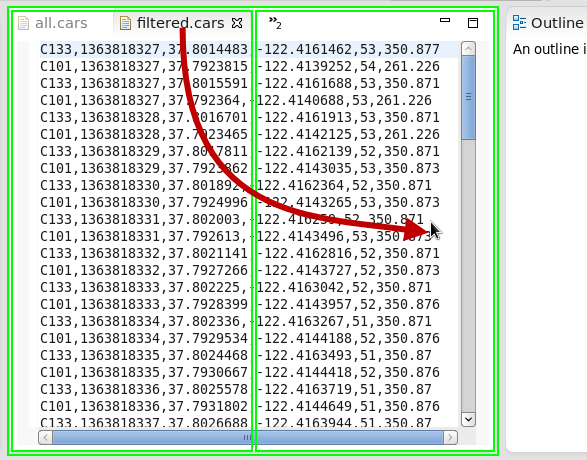 all.cars
filtered.cars
»2
Outline
An outline i
C133,1363818327,37.8014483,-122.4161462,53,350.877
C101,1363818327,37.7923815,-122.4139252,54,261.226
C133,1363818327,37.8015591,-122.4161688,53,350.871
C101,1363818327,37.792364,-122.4140688,53,261.226
C133,1363818328,37.8016701,-122.4161913,53,350.871
C101,1363818328,37.7923465,-122.4142125,53,261.226
C133,1363818329,37.8017811,-122.4162139,52,350.871
C101,1363818329,37.7923862,-122.4143035,53,350.873
C133,1363818330,37.801892,-122.4162364,52,350.871
C101,1363818330,37.7924996,-122.4143265,53,350.873
C133,1363818331,37.802003,-122.416259,52,350.871
C101,1363818331,37.792613,-122.4143496,53,350.873
C133,1363818332,37.8021141,-122.4162816,52,350.871
C101,1363818332,37.7927266,-122.4143727,52,350.873
C133,1363818333,37.802225,-122.4163042,52,350.871
C101,1363818333,37.7928399,-122.4143957,52,350.876
C133,1363818334,37.802336,-122.4163267,51,350.871
C101,1363818334,37.7929534,-122.4144188,52,350.876
C133,1363818335,37.8024468,-122.4163493,51,350.87
C101,1363818335,37.7930667,-122.4144418,52,350.876
C133,1363818336,37.8025578,-122.4163719,51,350.87
C101,1363818336,37.7931802,-122.4144649,51,350.876
C133,1363818337,37.8026688,-122.4163944,51,350.87